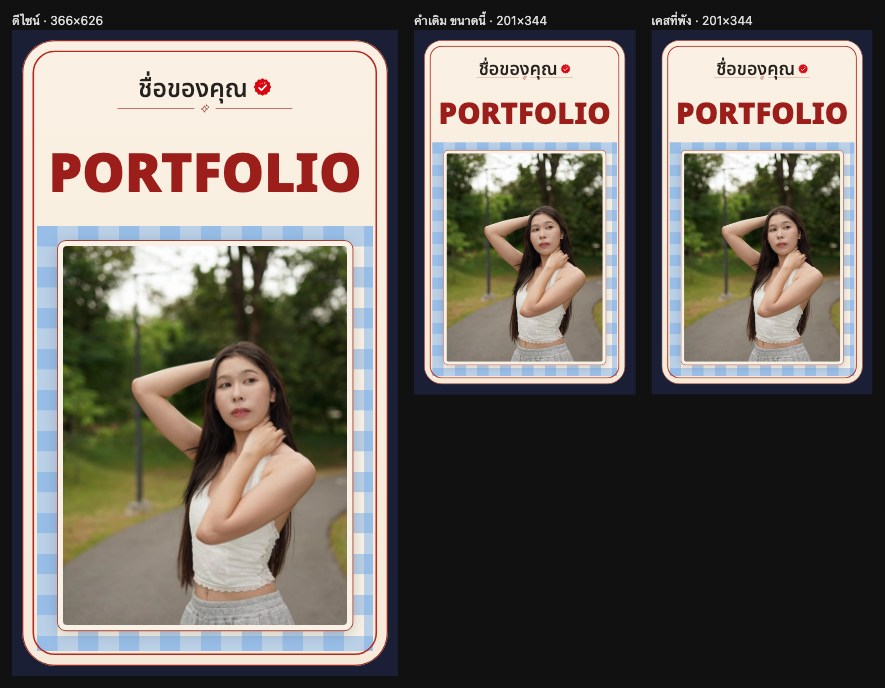 ดีไซน์ · 366×626
ชื่อของคุณ
PORTFOLIO
คำเดิม ขนาดนี้ · 201×344
ชื่อของคุณ
PORTFOLIO
เคสที่พัง · 201×344
ชื่อของคุณ
PORTFOLIO